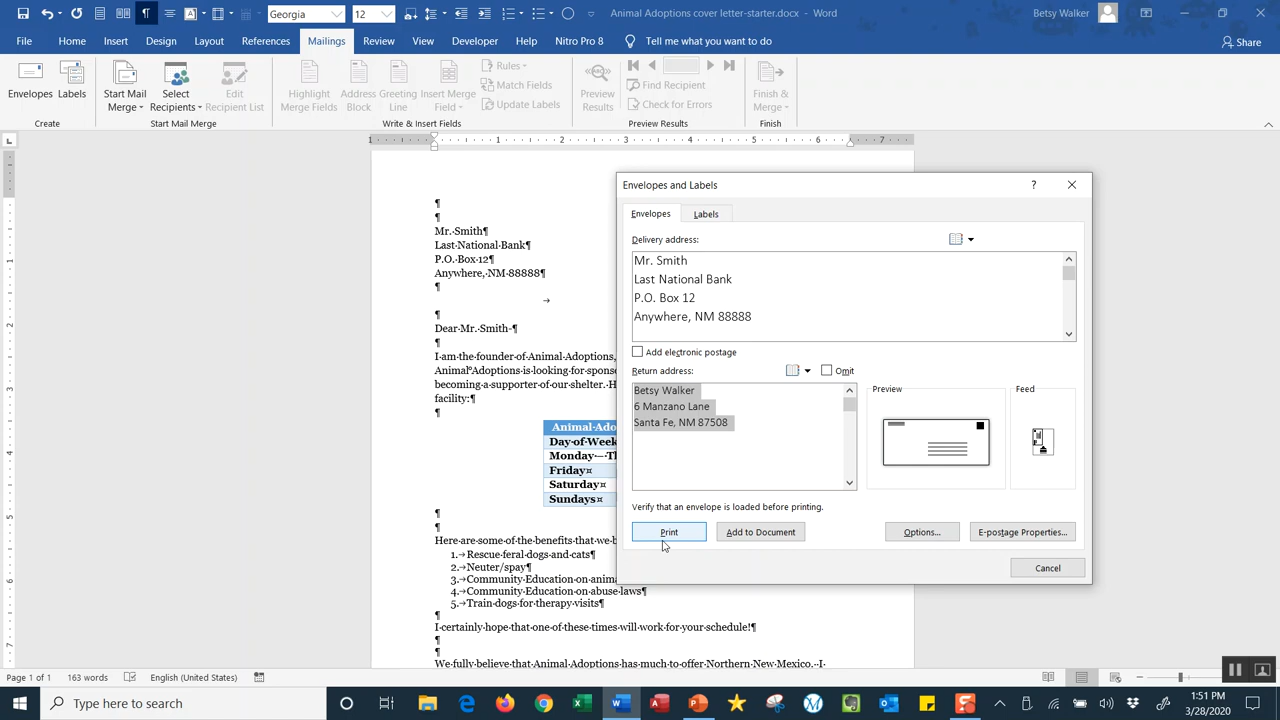 Georgia 12 Animal Adoptions cover letter-starter.docx - Word Betsy Walker
File Home Insert Design Layout References Mailings Review View Developer Help Nitro Pro 8 Tell me what you want to do Share
Envelopes Labels Start Mail Merge Select Recipients Edit Recipient List Highlight Merge Fields Address Block Greeting Line Insert Merge Field Rules Match Fields Update Labels Preview Results Find Recipient Check for Errors Finish & Merge
Create Start Mail Merge Write & Insert Fields Preview Results Finish
1 1 2 3 4 5 6 7
¶
¶
Mr.·Smith¶
Last·National·Bank¶
P.O.·Box·12¶
Anywhere,·NM·88888¶
¶
→
¶
Dear·Mr.·Smith-¶
¶
I·am·the·founder·of·Animal·Adoptions,
Animal°Adoptions·is·looking·for·spons
becoming·a·supporter·of·our·shelter.·H
facility:¶
¶
Animal·Ado
Day·of·Week
Monday·–·Th
Friday¤
Saturday¤
Sundays¤
¶
¶
Here·are·some·of·the·benefits·that·we·b
1.→Rescue·feral·dogs·and·cats¶
2.→Neuter/spay¶
3.→Community·Education·on·anima
4.→Community·Education·on·abuse·laws¶
5.→Train·dogs·for·therapy·visits¶
¶
I·certainly·hope·that·one·of·these·times·will·work·for·your·schedule!¶
¶
¶
We·fully·believe·that·Animal·Adoptions·has·much·to·offer·Northern·New·Mexico.··I
Envelopes and Labels ?
Envelopes Labels
Delivery address:
Mr. Smith
Last National Bank
P.O. Box 12
Anywhere, NM 88888
Add electronic postage
Return address: Omit
Betsy Walker
6 Manzano Lane
Santa Fe, NM 87508
Preview Feed
Verify that an envelope is loaded before printing.
Print Add to Document Options... E-postage Properties...
Cancel
Page 1 of 1 163 words English (United States)
Type here to search
1:51 PM
3/28/2020